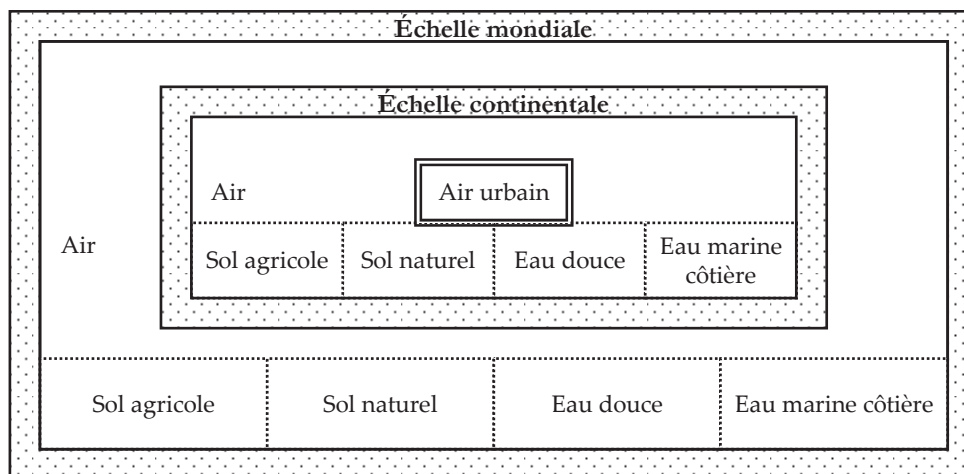 Échelle mondiale
Échelle continentale
Air urbain
Air
Sol agricole
Sol naturel
Eau douce
Eau marine
côtière
Air
Sol agricole
Sol naturel
Eau douce
Eau marine côtière